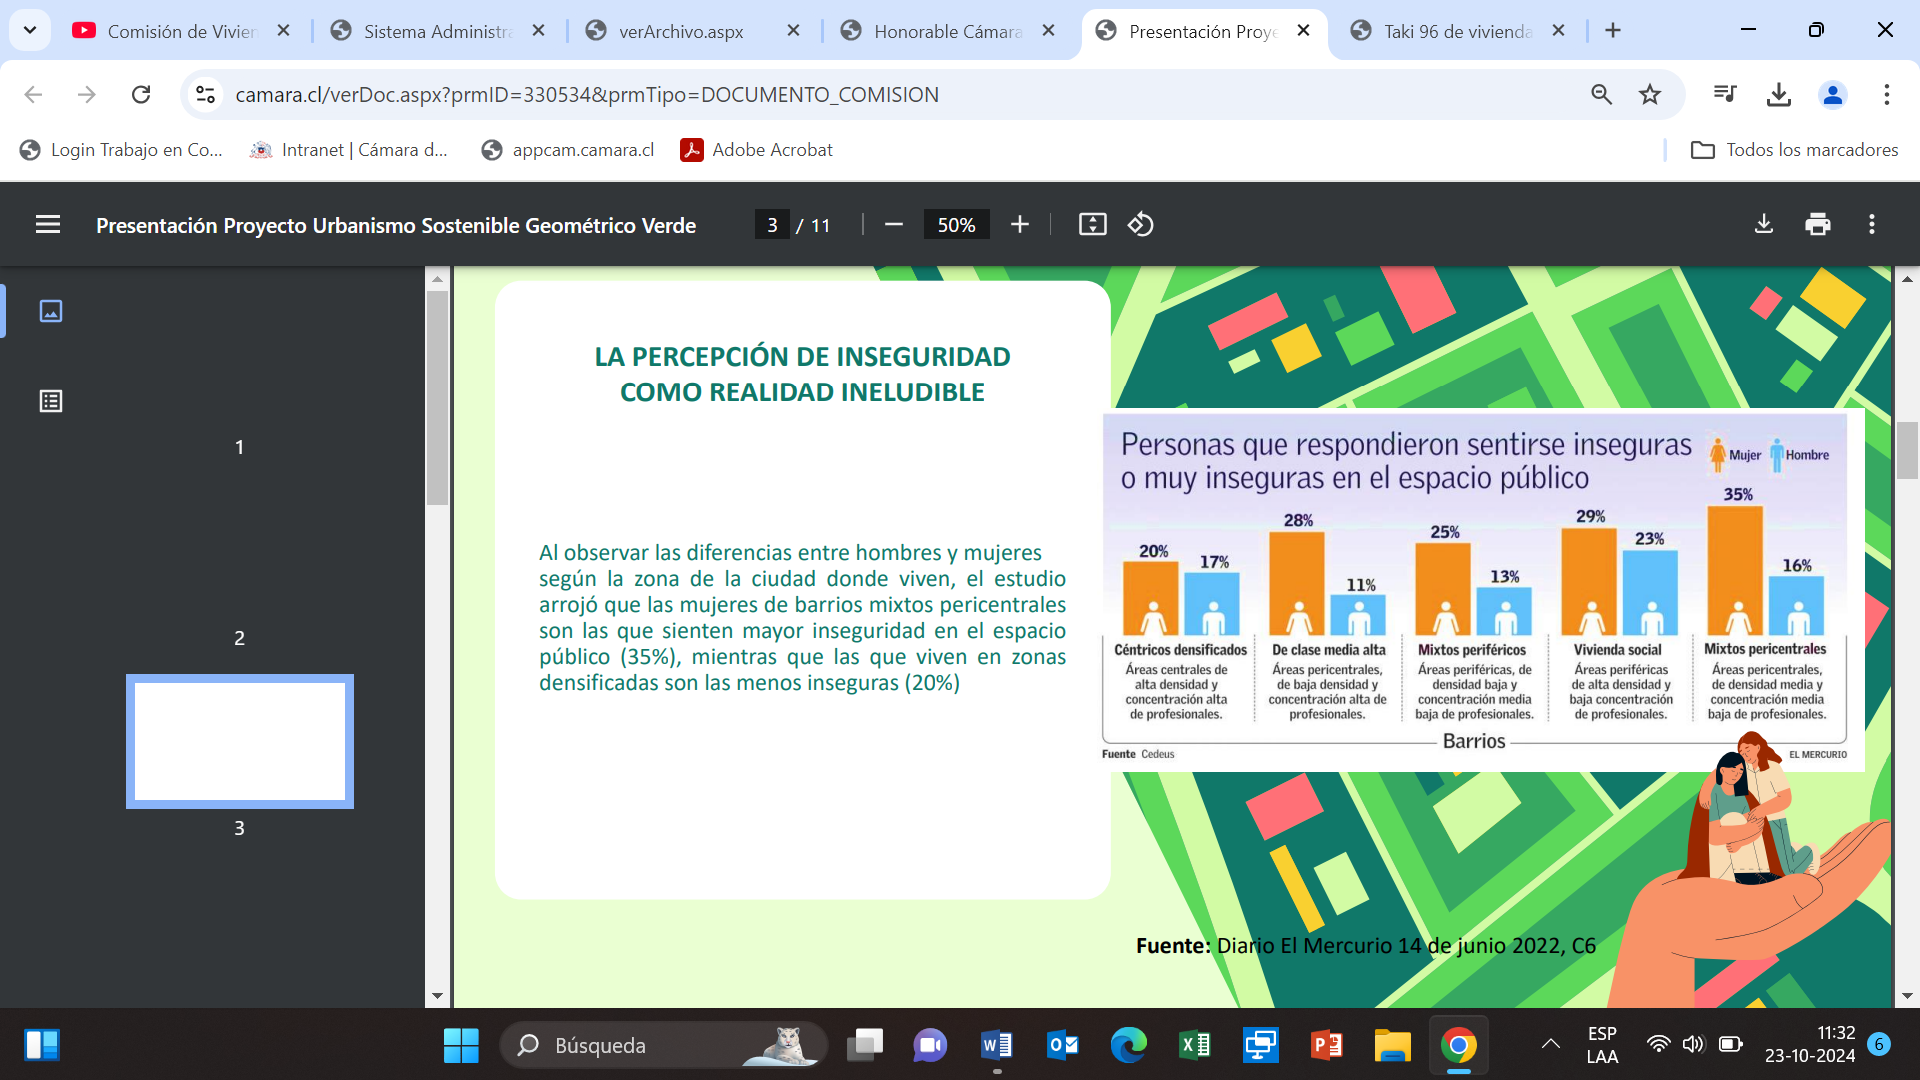 Comisión de Vivien
Sistema Administra
verArchivo.aspx
Honorable Cámara
Presentación Proye
Taki 96 de vivienda
camara.cl/verDoc.aspx?prmID=330534&prmTipo=DOCUMENTO_COMISION
Login Trabajo en Co...
Intranet | Cámara d...
appcam.camara.cl
Adobe Acrobat
Todos los marcadores
Presentación Proyecto Urbanismo Sostenible Geométrico Verde
3 / 11
50%
1
2
3
LA PERCEPCIÓN DE INSEGURIDAD
COMO REALIDAD INELUDIBLE
Al observar las diferencias entre hombres y mujeres
según la zona de la ciudad donde viven, el estudio
arrojó que las mujeres de barrios mixtos pericentrales
son las que sienten mayor inseguridad en el espacio
público (35%), mientras que las que viven en zonas
densificadas son las menos inseguras (20%)
Personas que respondieron sentirse inseguras
o muy inseguras en el espacio público
Mujer
Hombre
20%
17%
28%
11%
25%
13%
29%
23%
35%
16%
Céntricos densificados
Áreas centrales de
alta densidad y
concentración alta
de profesionales.
De clase media alta
Áreas pericentrales,
de baja densidad y
concentración alta de
profesionales.
Mixtos periféricos
Áreas periféricas, de
densidad baja y
concentración media
baja de profesionales.
Vivienda social
Áreas periféricas
de alta densidad y
baja concentración
de profesionales.
Mixtos pericentrales
Áreas pericentrales,
de densidad media y
concentración media
baja de profesionales.
Barrios
Fuente Cedeus
EL MERCURIO
Fuente: Diario El Mercurio 14 de junio 2022, C6
Búsqueda
ESP
LAA
11:32
23-10-2024
6